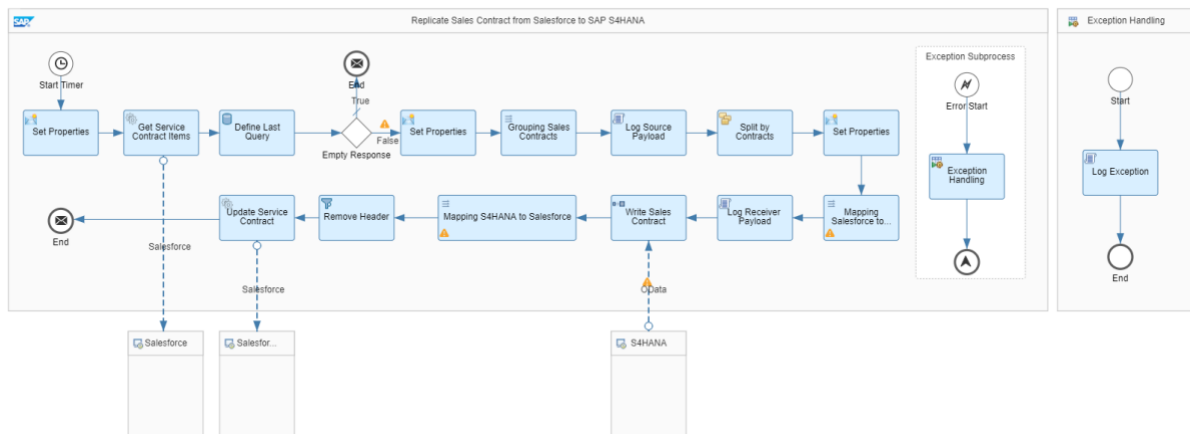 SAP
Replicate Sales Contract from Salesforce to SAP S4HANA
Exception Handling
Start Timer
End
True
False
Set Properties
Get Service
Contract Items
Define Last
Query
Empty Response
Set Properties
Grouping Sales
Contracts
Log Source
Payload
Split by
Contracts
Set Properties
Exception Subprocess
Error Start
Exception
Handling
Start
Log Exception
End
End
Update Service
Contract
Remove Header
Mapping S4HANA to Salesforce
Write Sales
Contract
Log Receiver
Payload
Mapping
Salesforce to...
Salesforce
Salesforce
OData
Salesforce
Salesfor...
S4HANA